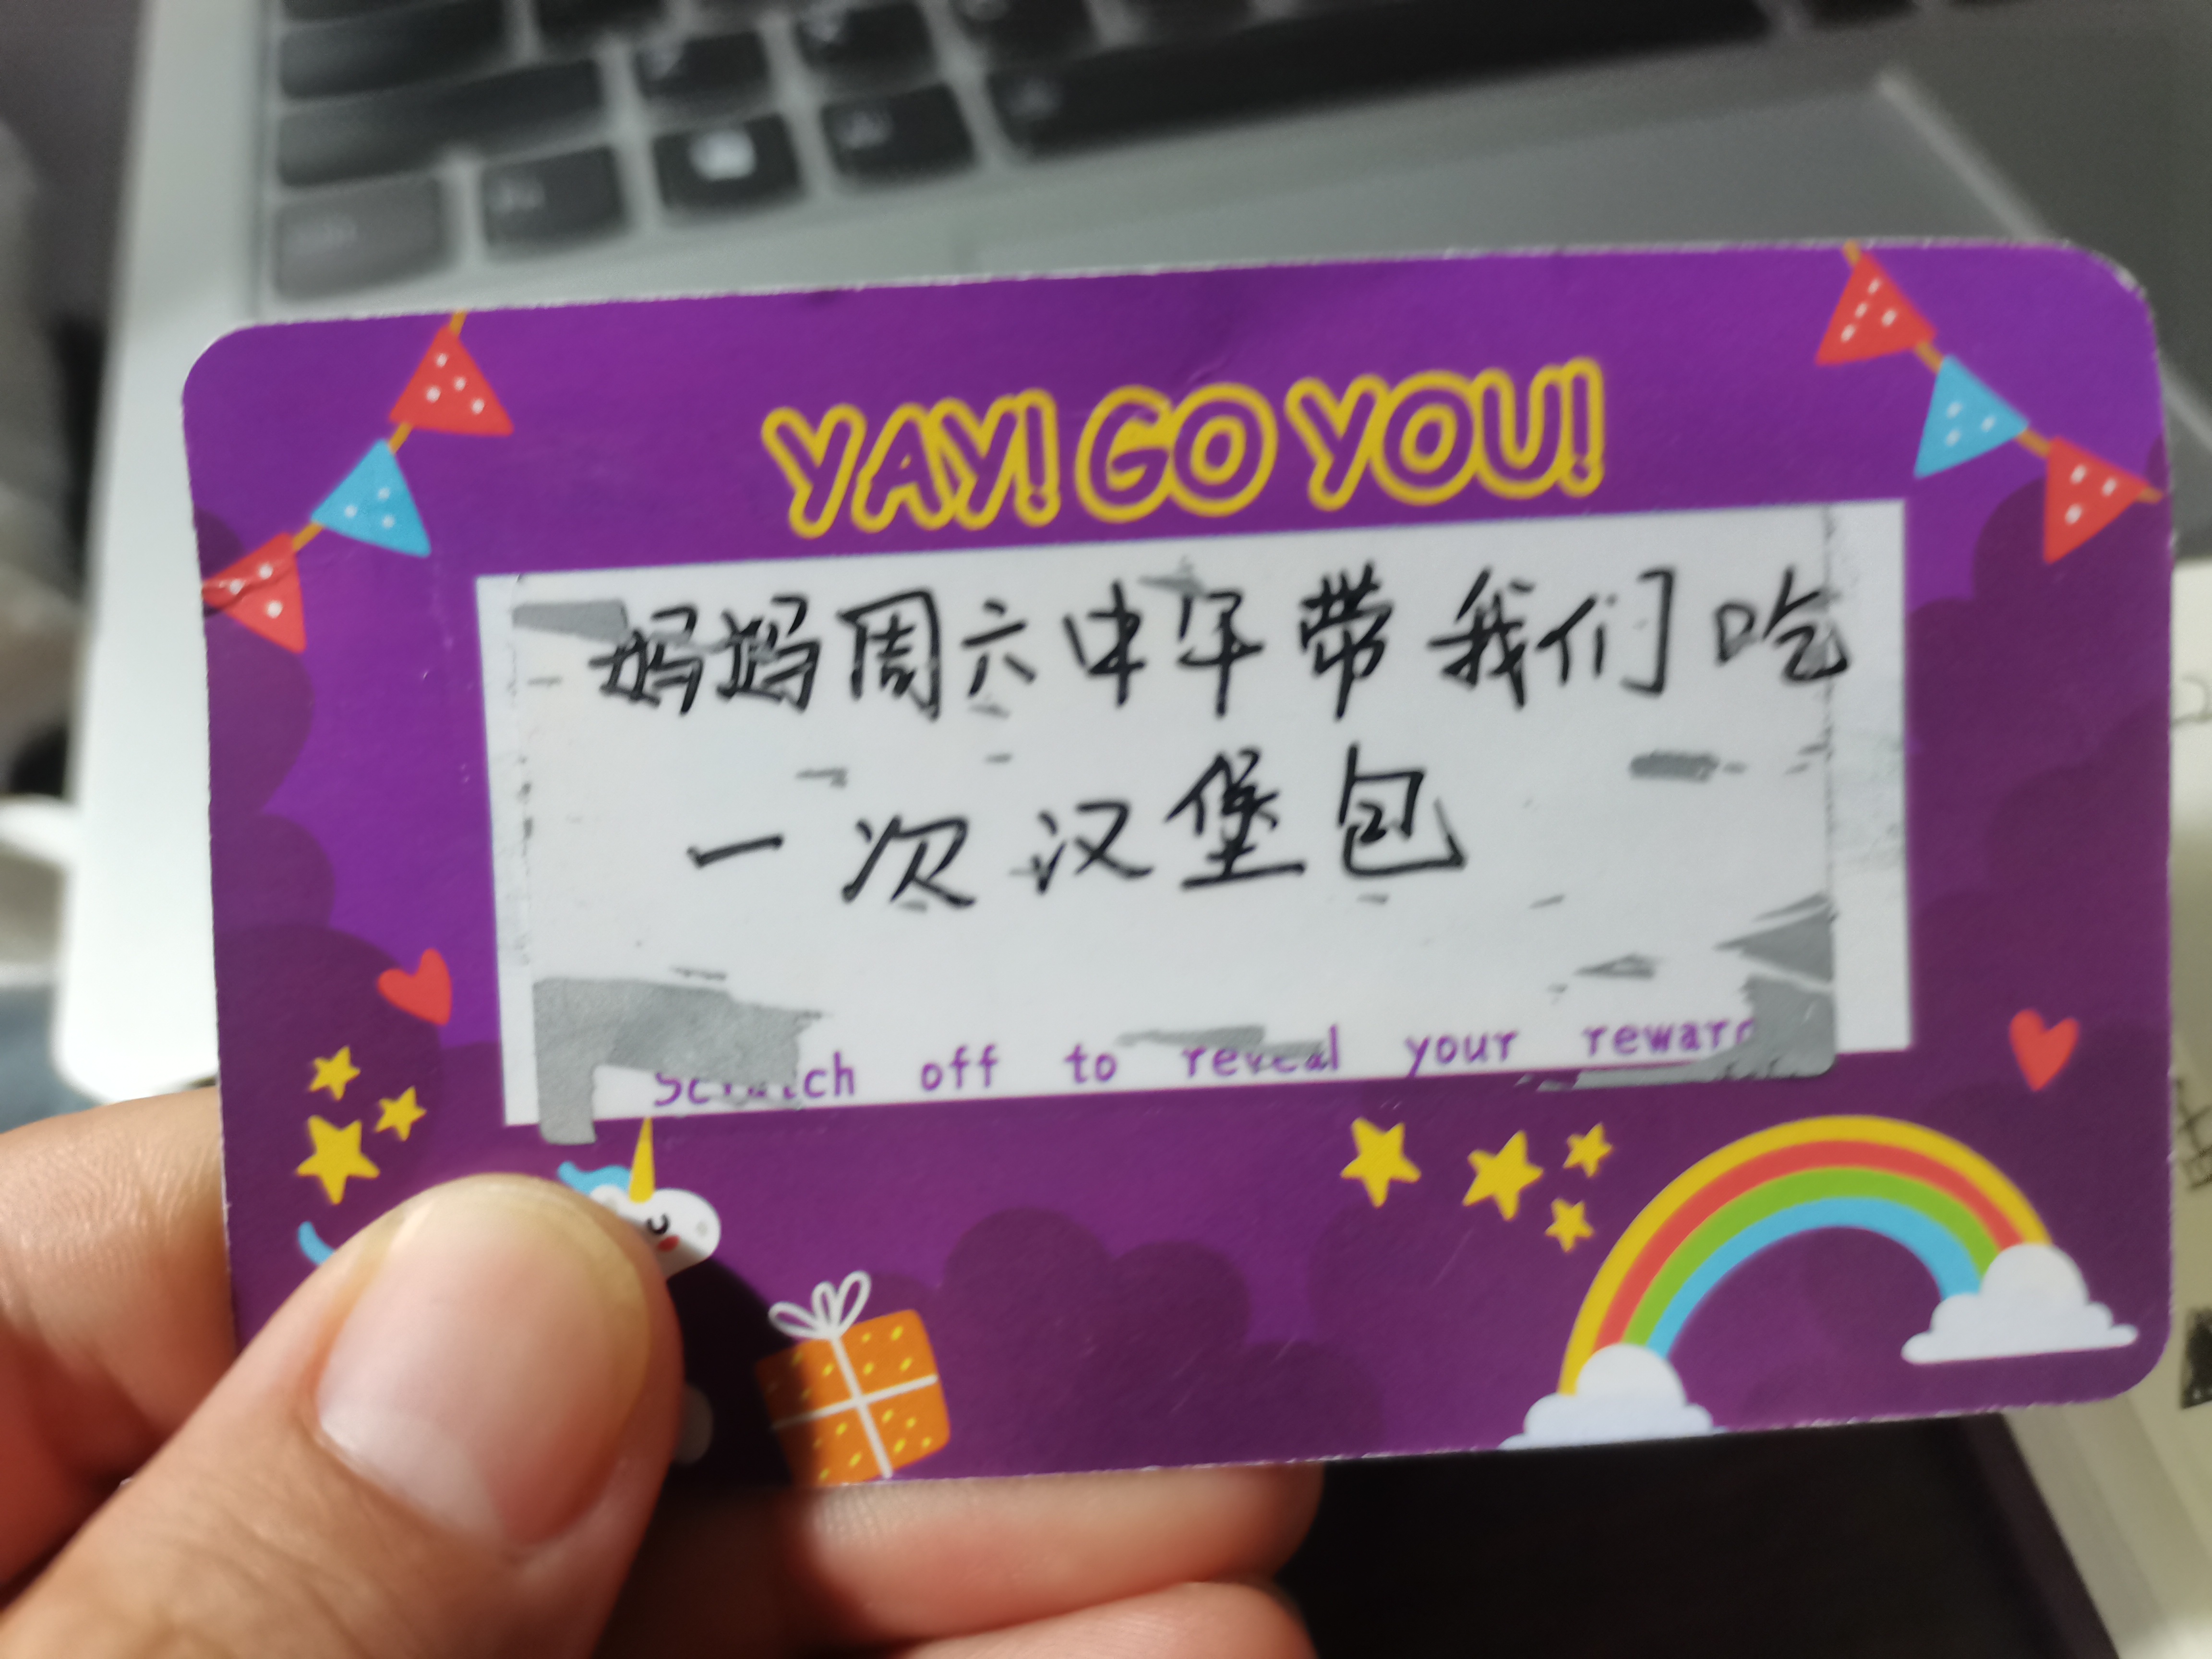 YAY! GO YOU!
妈妈周六中午带我们吃
一次汉堡包
Scratch off to reveal your reward